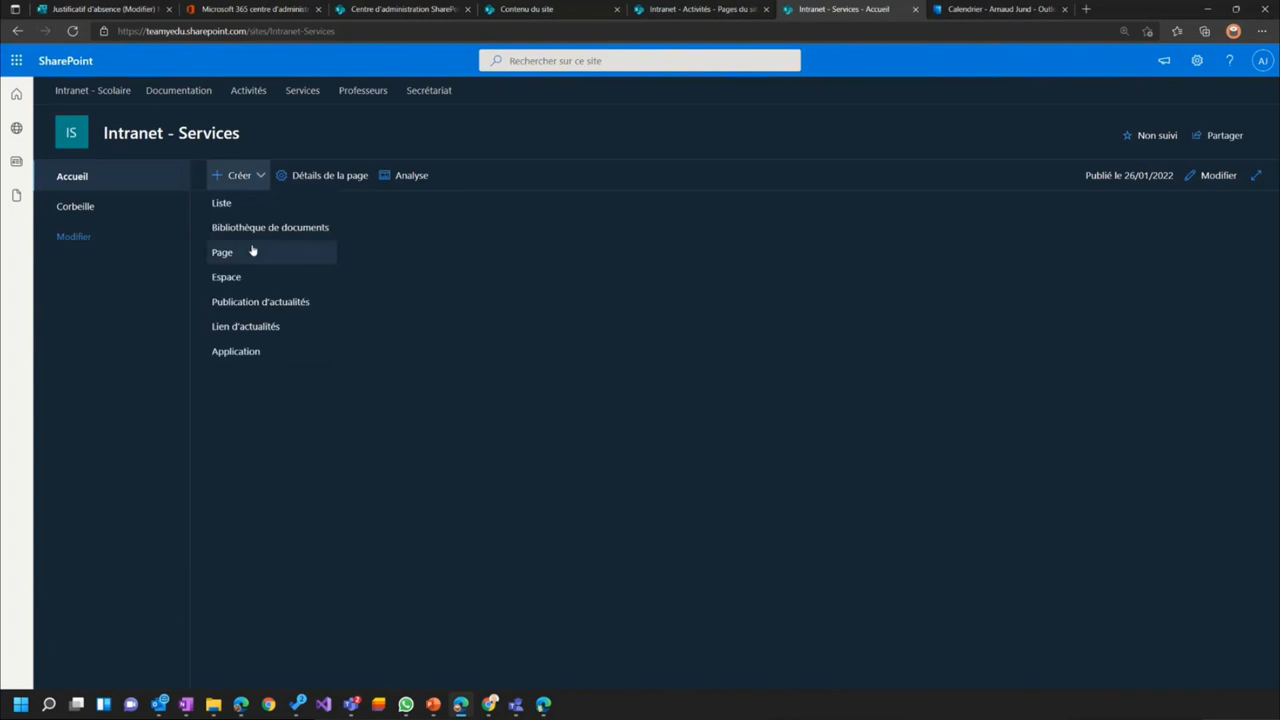 Justificatif d'absence (Modifier)
Microsoft 365 centre d'administ
Centre d'administration SharePo
Contenu du site
Intranet - Activités - Pages du si
Intranet - Services - Accueil
Calendrier - Arnaud Jund - Outl
https://teamyedu.sharepoint.com/sites/Intranet-Services
SharePoint
Rechercher sur ce site
AJ
Intranet - Scolaire
Documentation
Activités
Services
Professeurs
Secrétariat
IS
Intranet - Services
Non suivi
Partager
Accueil
Créer
Détails de la page
Analyse
Publié le 26/01/2022
Modifier
Liste
Corbeille
Bibliothèque de documents
Modifier
Page
Espace
Publication d'actualités
Lien d'actualités
Application